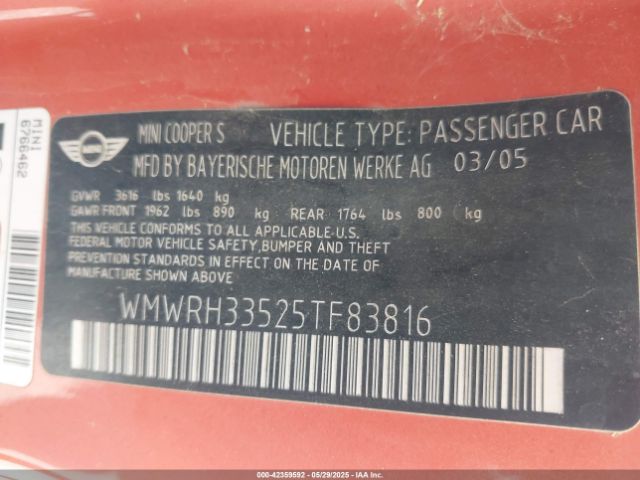 MINI COOPER S VEHICLE TYPE: PASSENGER CAR
MFD BY BAYERISCHE MOTOREN WERKE AG 03/05
GVWR 3616 lbs 1640 kg
GAWR FRONT 1962 lbs 890 kg REAR 1764 lbs 800 kg
THIS VEHICLE CONFORMS TO ALL APPLICABLE U.S.
FEDERAL MOTOR VEHICLE SAFETY,BUMPER AND THEFT
PREVENTION STANDARDS IN EFFECT ON THE DATE OF
MANUFACTURE SHOWN ABOVE.
WMWRH33525TF83816
MINI
6766462
000-42359592 | 05/29/2025 | IAAI.COM